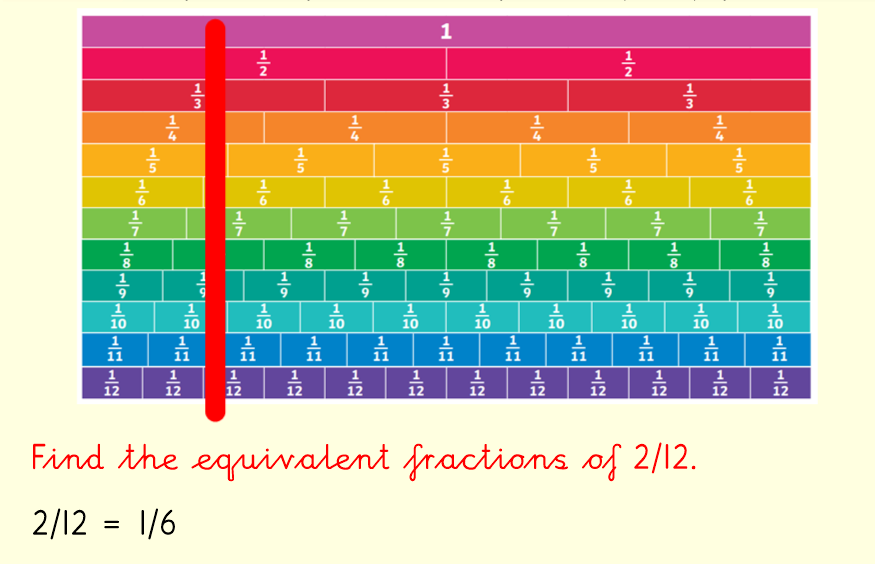 1
1/2 1/2
1/3 1/3 1/3
1/4 1/4 1/4 1/4
1/5 1/5 1/5 1/5 1/5
1/6 1/6 1/6 1/6 1/6 1/6
1/7 1/7 1/7 1/7 1/7 1/7 1/7
1/8 1/8 1/8 1/8 1/8 1/8 1/8
1/9 1/9 1/9 1/9 1/9 1/9 1/9 1/9 1/9
1/10 1/10 1/10 1/10 1/10 1/10 1/10 1/10 1/10 1/10
1/11 1/11 1/11 1/11 1/11 1/11 1/11 1/11 1/11 1/11 1/11
1/12 1/12 1/12 1/12 1/12 1/12 1/12 1/12 1/12 1/12 1/12 1/12
Find the equivalent fractions of 2/12.
2/12 = 1/6